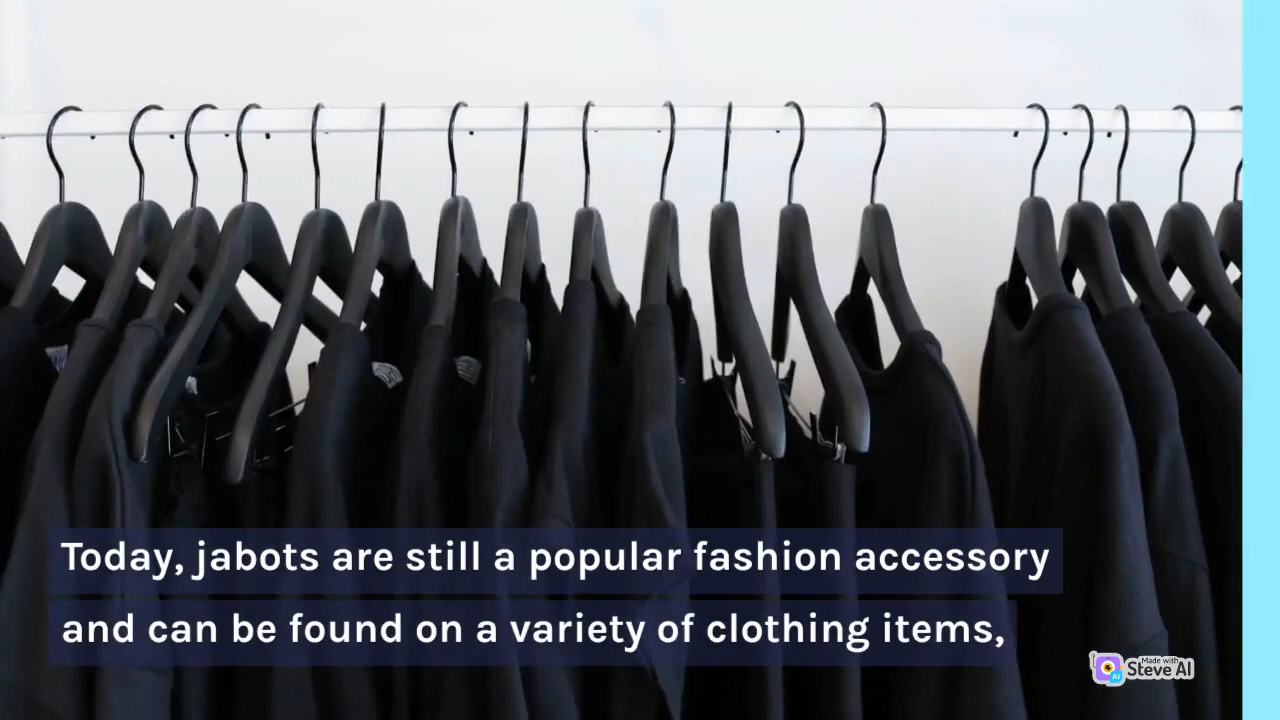 Today, jabots are still a popular fashion accessory
and can be found on a variety of clothing items,
Made with
Steve AI
AI